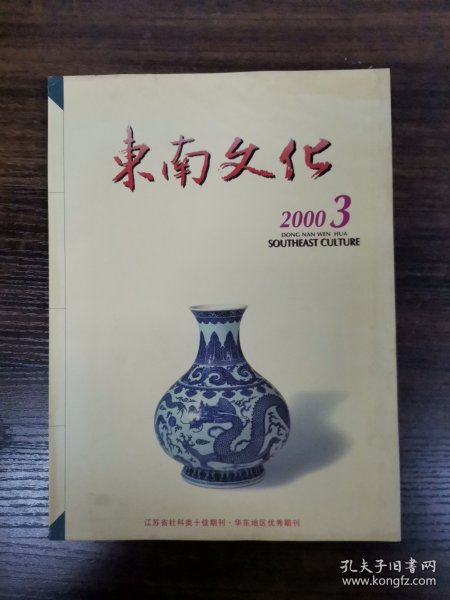 東南文化
2000 3
DONG NAN WEN HUA
SOUTHEAST CULTURE
江苏省社科类十佳期刊·华东地区优秀期刊
孔夫子旧书网
www.kongfz.com